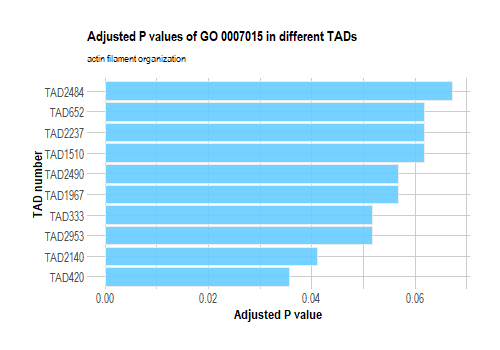 Adjusted P values of GO 0007015 in different TADs
actin filament organization
TAD number
TAD2484
TAD652
TAD2237
TAD1510
TAD2490
TAD1967
TAD333
TAD2953
TAD2140
TAD420
0.00 0.02 0.04 0.06
Adjusted P value